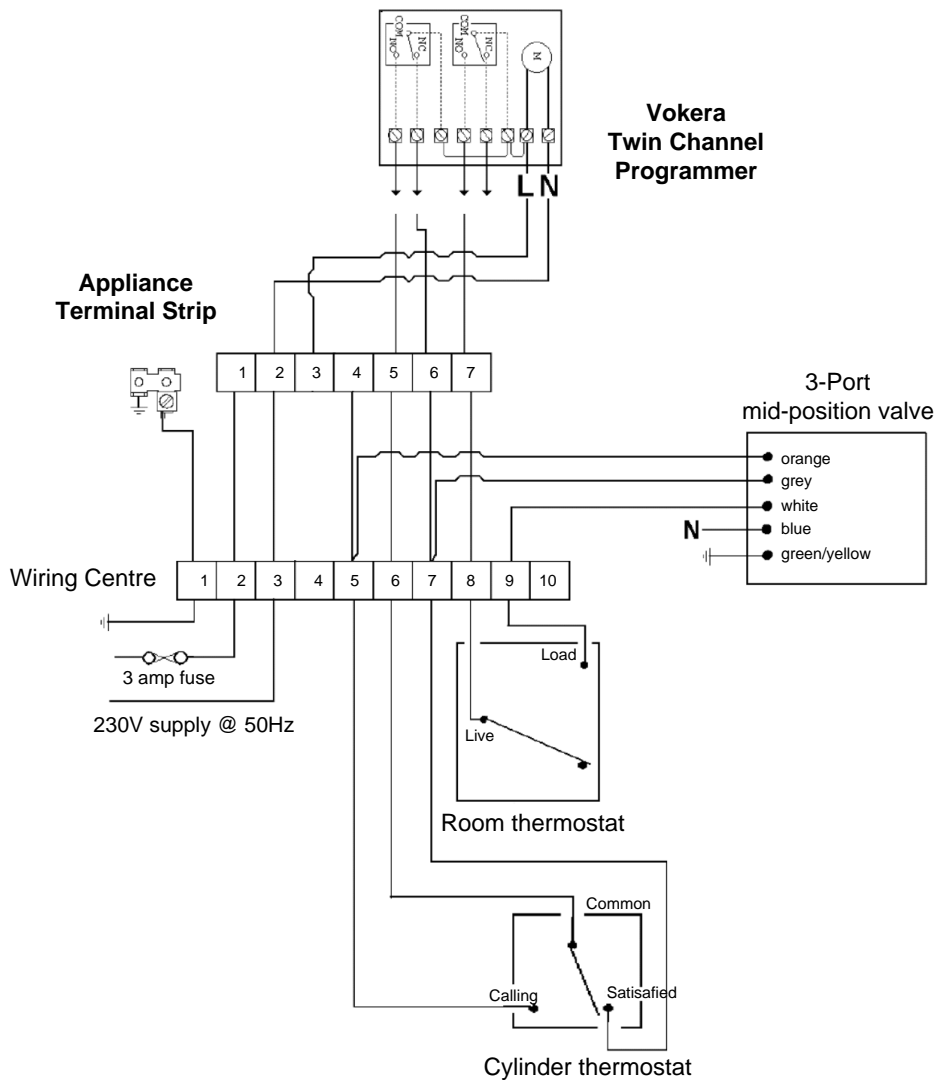 COM
NO
NC
COM
NO
NC
M
Vokera
Twin Channel
Programmer
L N
Appliance
Terminal Strip
1 2 3 4 5 6 7
3-Port
mid-position valve
orange
grey
white
N
blue
green/yellow
Wiring Centre
1 2 3 4 5 6 7 8 9 10
3 amp fuse
230V supply @ 50Hz
Load
Live
Room thermostat
Common
Calling
Satisafied
Cylinder thermostat